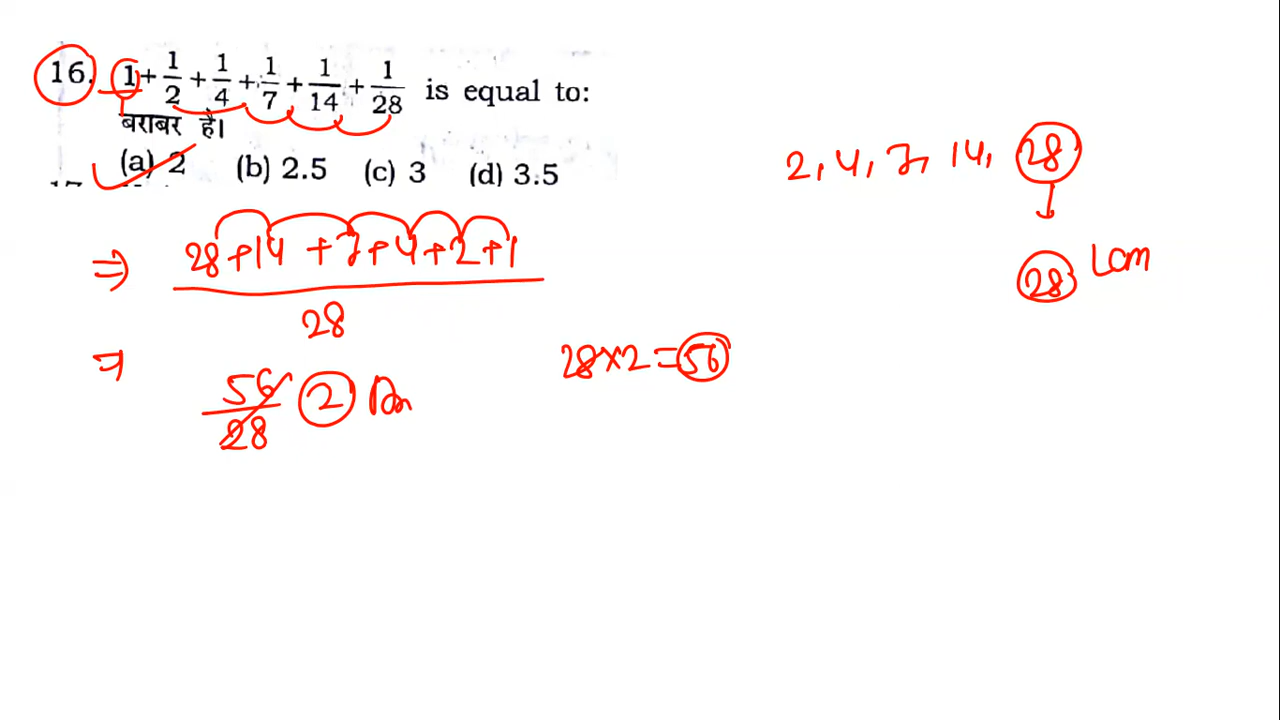 16. 1 + 1/2 + 1/4 + 1/7 + 1/14 + 1/28 is equal to:
बराबर है।
(a) 2 (b) 2.5 (c) 3 (d) 3.5
2, 4, 7, 14, 28
28 Lcm
⇒ 28+14+7+4+2+1
28
⇒ 56/28 2 An
28×2=56